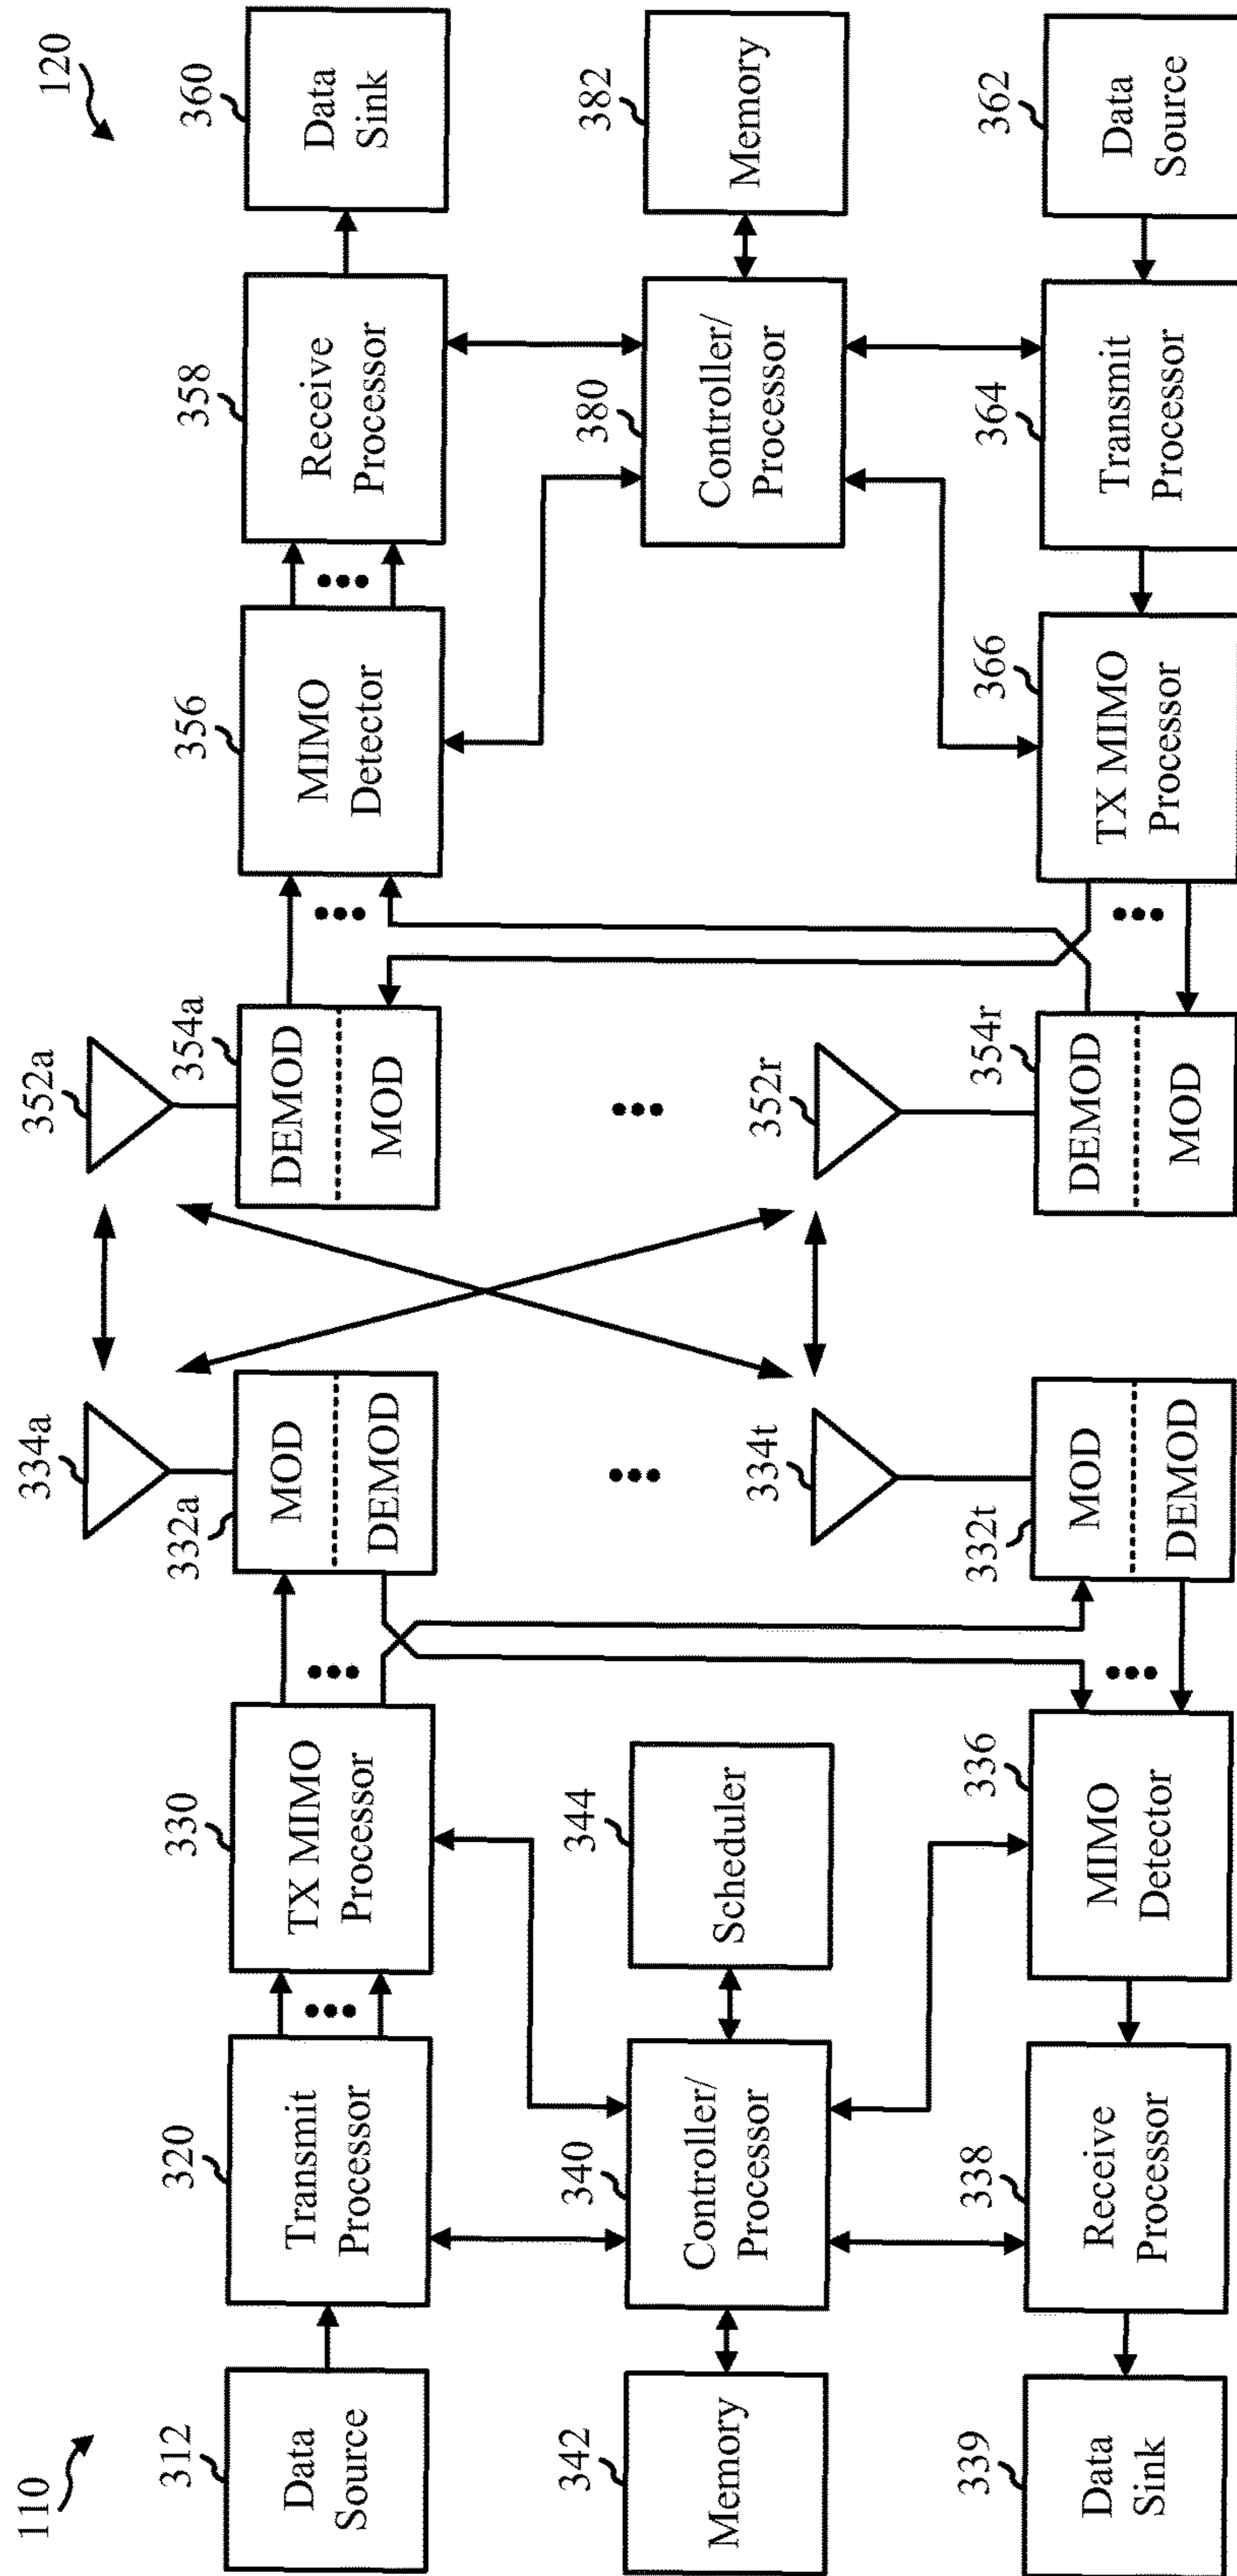 110
120
312
Data
Source
320
Transmit
Processor
330
TX MIMO
Processor
332a
MOD
DEMOD
334a
352a
354a
DEMOD
MOD
356
MIMO
Detector
358
Receive
Processor
360
Data
Sink
342
Memory
340
Controller/
Processor
344
Scheduler
334t
352r
380
Controller/
Processor
382
Memory
339
Data
Sink
338
Receive
Processor
336
MIMO
Detector
332t
MOD
DEMOD
354r
DEMOD
MOD
366
TX MIMO
Processor
364
Transmit
Processor
362
Data
Source